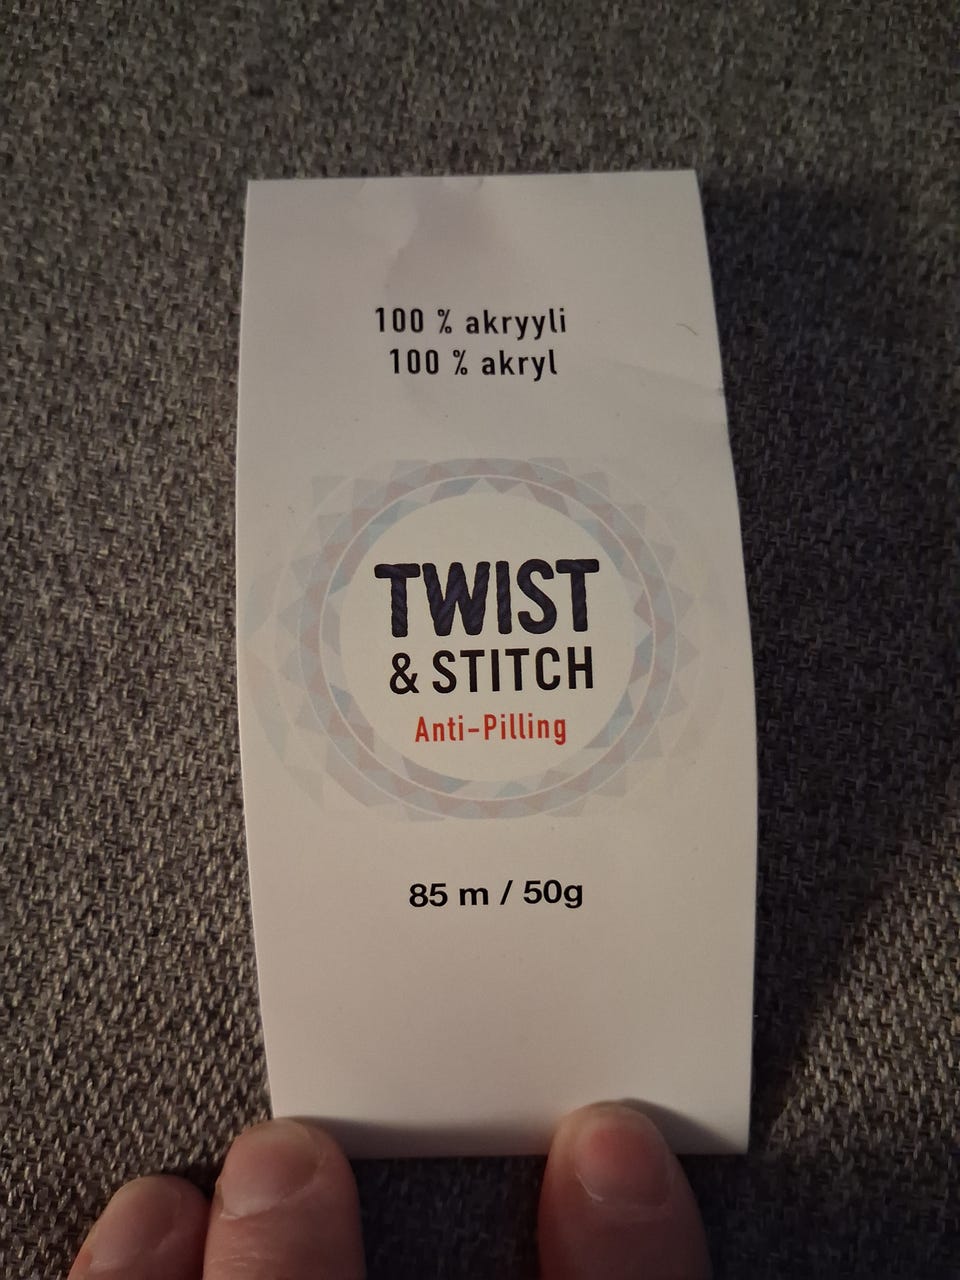 100 % akryyli
100 % akryl
TWIST
& STITCH
Anti-Pilling
85 m / 50g